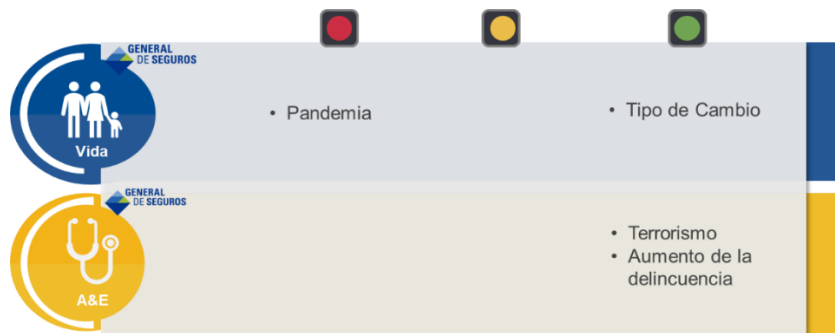 GENERAL
DE SEGUROS
Vida
• Pandemia
• Tipo de Cambio
GENERAL
DE SEGUROS
A&E
• Terrorismo
• Aumento de la
delincuencia